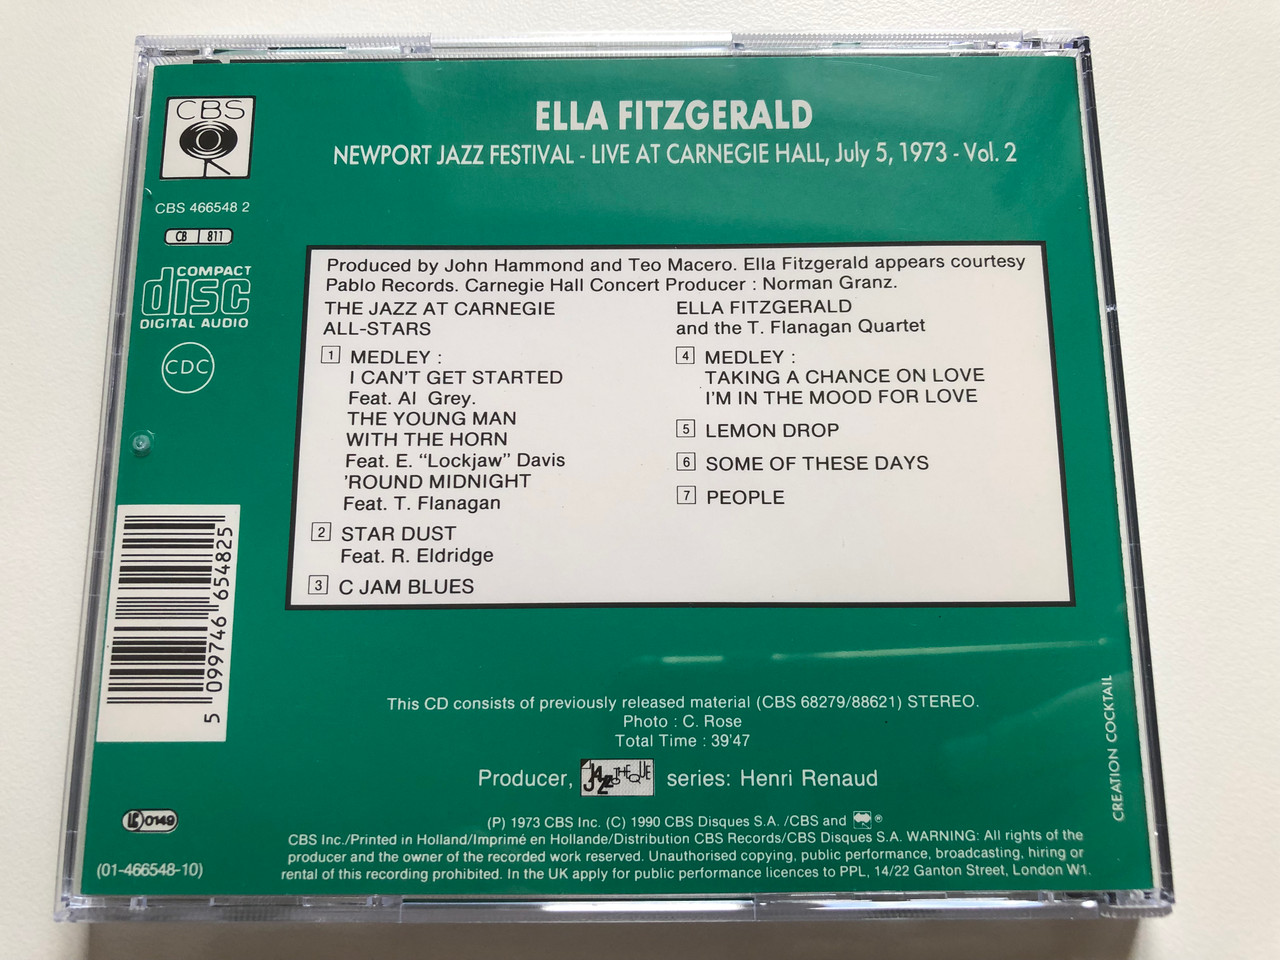 CBS
ELLA FITZGERALD
NEWPORT JAZZ FESTIVAL - LIVE AT CARNEGIE HALL, July 5, 1973 - Vol. 2
CBS 466548 2
CB 811
COMPACT
disc
DIGITAL AUDIO
CDC
Produced by John Hammond and Teo Macero. Ella Fitzgerald appears courtesy
Pablo Records. Carnegie Hall Concert Producer : Norman Granz.
THE JAZZ AT CARNEGIE
ALL-STARS
1 MEDLEY :
I CAN'T GET STARTED
Feat. Al Grey.
THE YOUNG MAN
WITH THE HORN
Feat. E. "Lockjaw" Davis
'ROUND MIDNIGHT
Feat. T. Flanagan
2 STAR DUST
Feat. R. Eldridge
3 C JAM BLUES
ELLA FITZGERALD
and the T. Flanagan Quartet
4 MEDLEY :
TAKING A CHANCE ON LOVE
I'M IN THE MOOD FOR LOVE
5 LEMON DROP
6 SOME OF THESE DAYS
7 PEOPLE
5 099746 654825
This CD consists of previously released material (CBS 68279/88621) STEREO.
Photo : C. Rose
Total Time : 39'47
Producer, JAZZOTHEQUE series: Henri Renaud
CREATION COCKTAIL
LC 0149
(01-466548-10)
(P) 1973 CBS Inc. (C) 1990 CBS Disques S.A. /CBS and ®
CBS Inc./Printed in Holland/Imprimé en Hollande/Distribution CBS Records/CBS Disques S.A. WARNING: All rights of the
producer and the owner of the recorded work reserved. Unauthorised copying, public performance, broadcasting, hiring or
rental of this recording prohibited. In the UK apply for public performance licences to PPL, 14/22 Ganton Street, London W1.